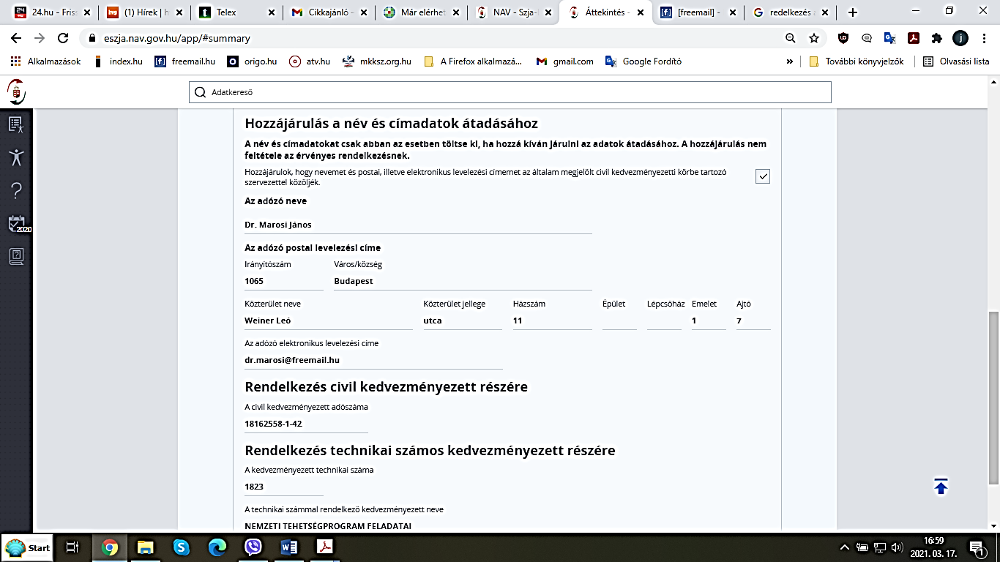 24.hu - Fris
(1) Hírek | h
Telex
Cikkajánló -
Már elérhet
NAV - Szja-
Áttekintés -
[freemail] -
redelkezés a
eszja.nav.gov.hu/app/#summary
Alkalmazások
index.hu
freemail.hu
origo.hu
atv.hu
mkksz.org.hu
A Firefox alkalmazá...
gmail.com
Google Fordító
»
További könyvjelzők
Olvasási lista
Adatkereső
2020
Hozzájárulás a név és címadatok átadásához
A név és címadatokat csak abban az esetben töltse ki, ha hozzá kíván járulni az adatok átadásához. A hozzájárulás nem
feltétele az érvényes rendelkezésnek.
Hozzájárulok, hogy nevemet és postai, illetve elektronikus levelezési címemet az általam megjelölt civil kedvezményezetti körbe tartozó
szervezettel közöljék.
Az adózó neve
Dr. Marosi János
Az adózó postai levelezési címe
Irányítószám Város/község
1065 Budapest
Közterület neve Közterület jellege Házszám Épület Lépcsőház Emelet Ajtó
Weiner Leó utca 11 1 7
Az adózó elektronikus levelezési címe
dr.marosi@freemail.hu
Rendelkezés civil kedvezményezett részére
A civil kedvezményezett adószáma
18162558-1-42
Rendelkezés technikai számos kedvezményezett részére
A kedvezményezett technikai száma
1823
A technikai számmal rendelkező kedvezményezett neve
NEMZETI TEHETSÉGPROGRAM FELADATAI
Start
16:59
2021. 03. 17.
1